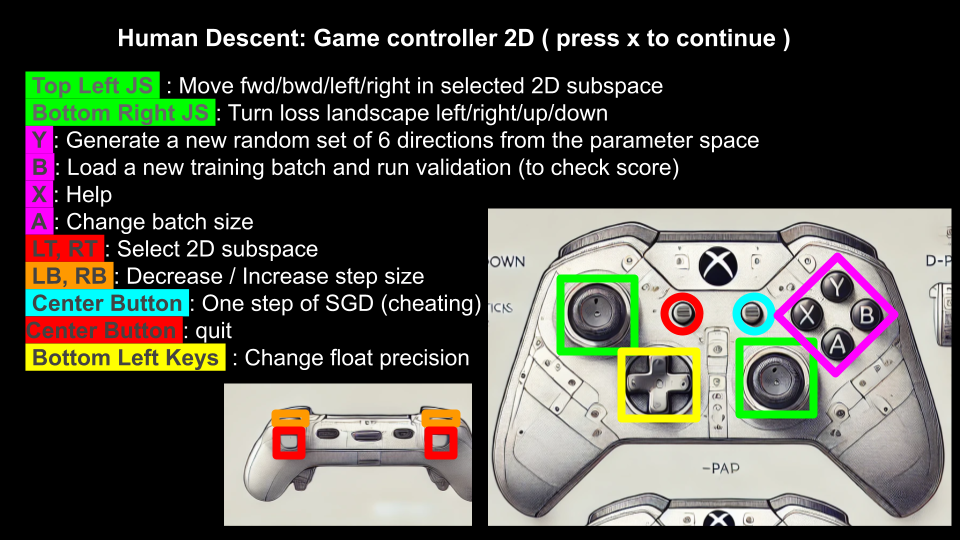 Human Descent: Game controller 2D ( press x to continue )
Top Left JS : Move fwd/bwd/left/right in selected 2D subspace
Bottom Right JS : Turn loss landscape left/right/up/down
Y : Generate a new random set of 6 directions from the parameter space
B : Load a new training batch and run validation (to check score)
X : Help
A : Change batch size
LT, RT : Select 2D subspace
LB, RB : Decrease / Increase step size
Center Button : One step of SGD (cheating)
Center Button : quit
Bottom Left Keys : Change float precision
OWN
D-P
ICKS
Y
X
B
A
-PAP